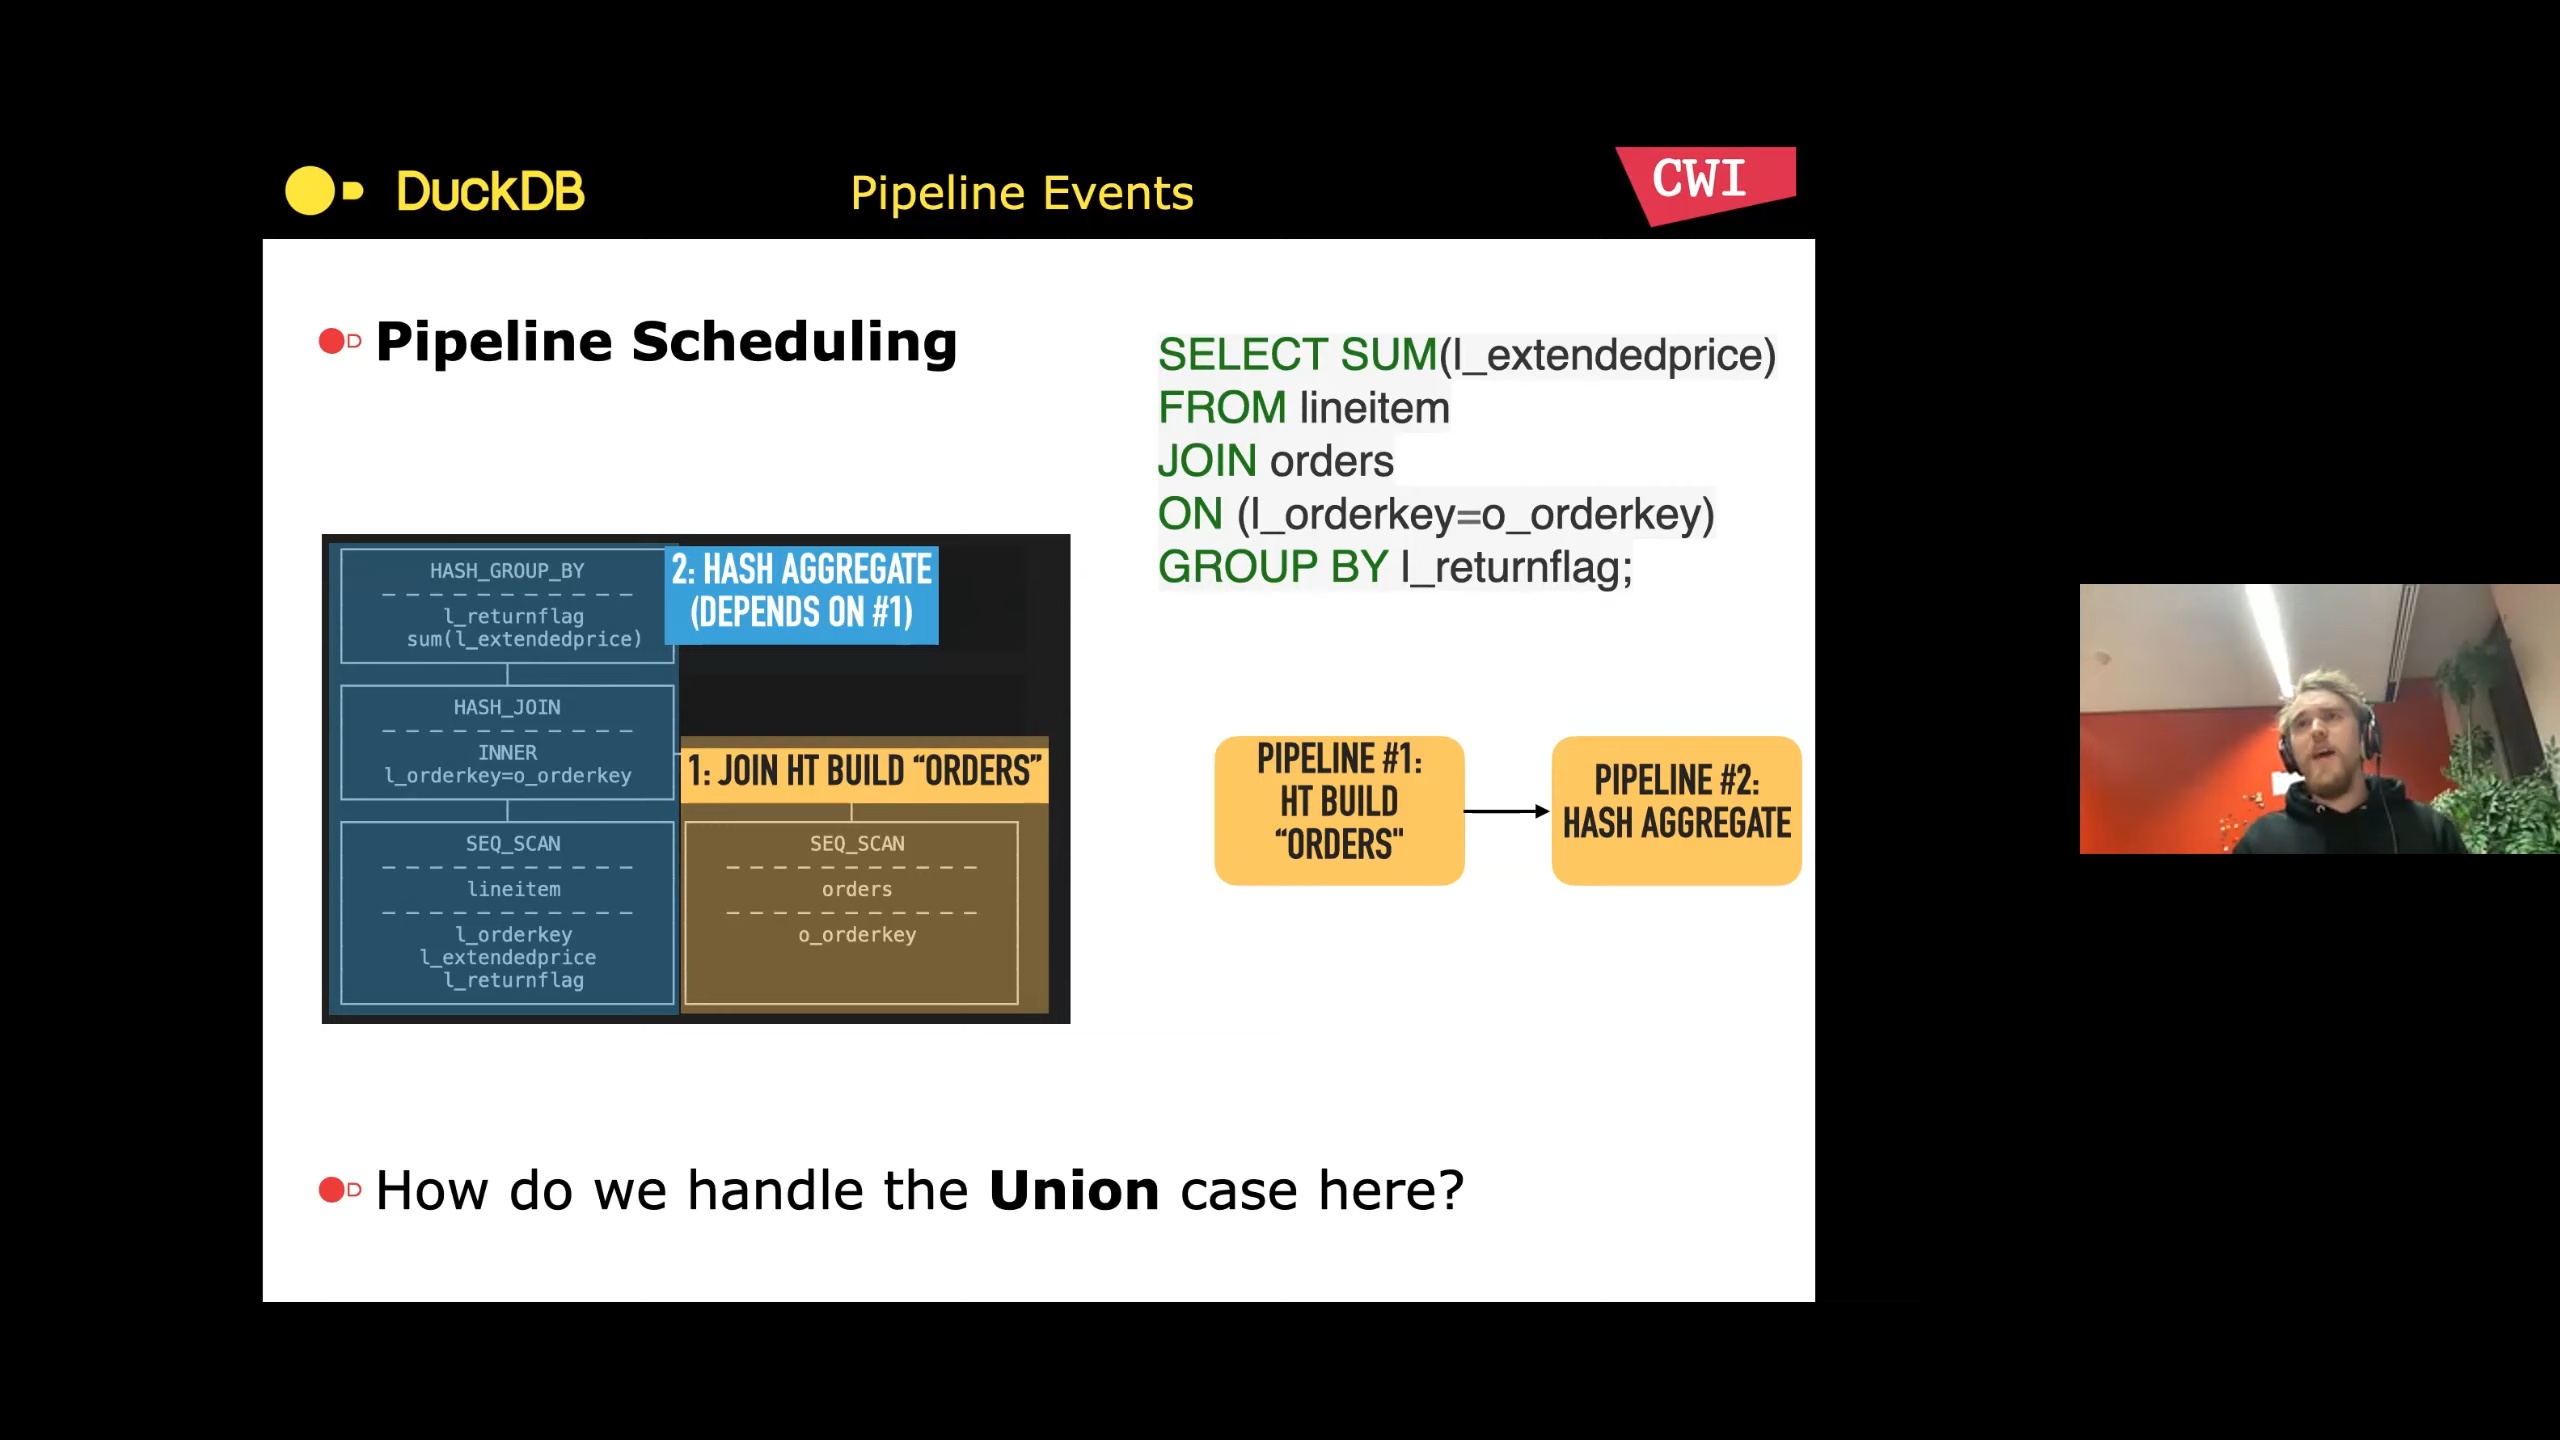 DuckDB
Pipeline Events
CWI
Pipeline Scheduling
SELECT SUM(l_extendedprice)
FROM lineitem
JOIN orders
ON (l_orderkey=o_orderkey)
GROUP BY l_returnflag;
HASH_GROUP_BY
l_returnflag
sum(l_extendedprice)
2: HASH AGGREGATE
(DEPENDS ON #1)
HASH_JOIN
INNER
l_orderkey=o_orderkey
1: JOIN HT BUILD “ORDERS”
SEQ_SCAN
lineitem
l_orderkey
l_extendedprice
l_returnflag
SEQ_SCAN
orders
o_orderkey
PIPELINE #1:
HT BUILD
“ORDERS"
PIPELINE #2:
HASH AGGREGATE
How do we handle the Union case here?